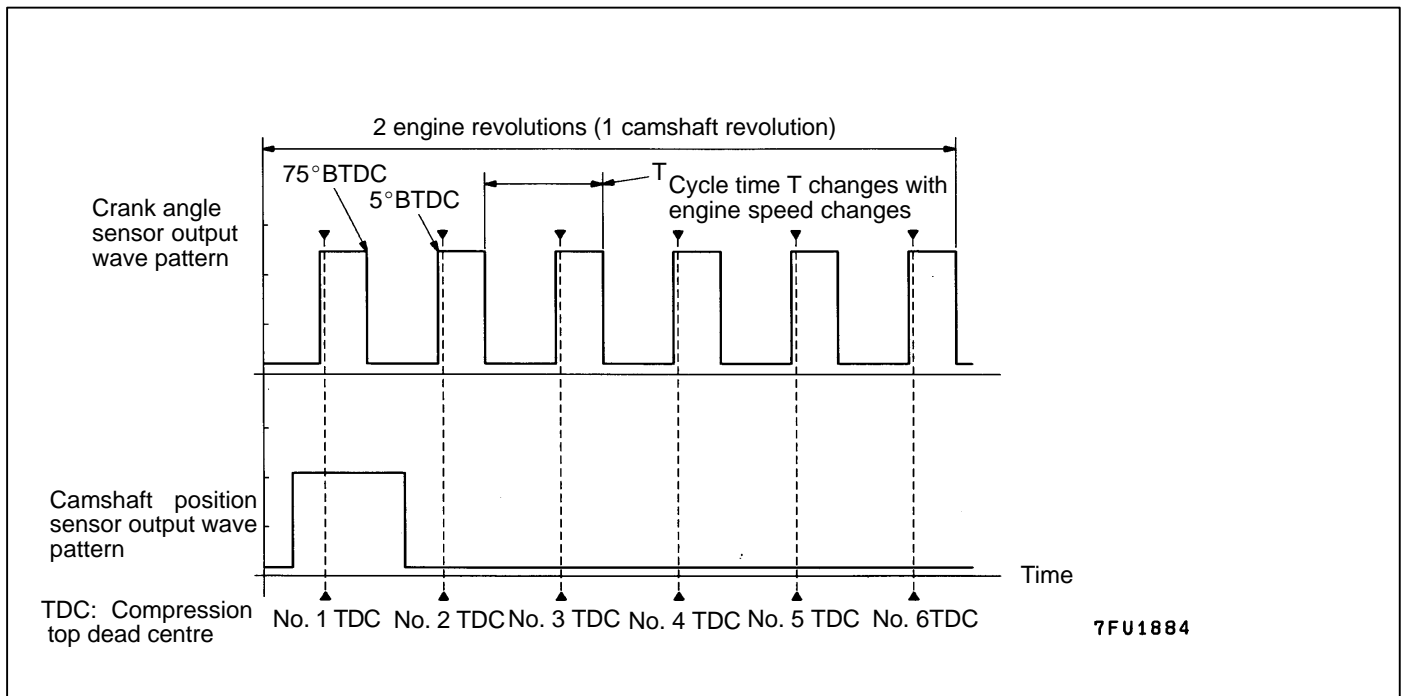 2 engine revolutions (1 camshaft revolution)
75°BTDC
5°BTDC
T
Cycle time T changes with
engine speed changes
Crank angle
sensor output
wave pattern
Camshaft position
sensor output wave
pattern
Time
TDC: Compression
top dead centre
No. 1 TDC No. 2 TDC No. 3 TDC No. 4 TDC No. 5 TDC No. 6TDC
7FU1884